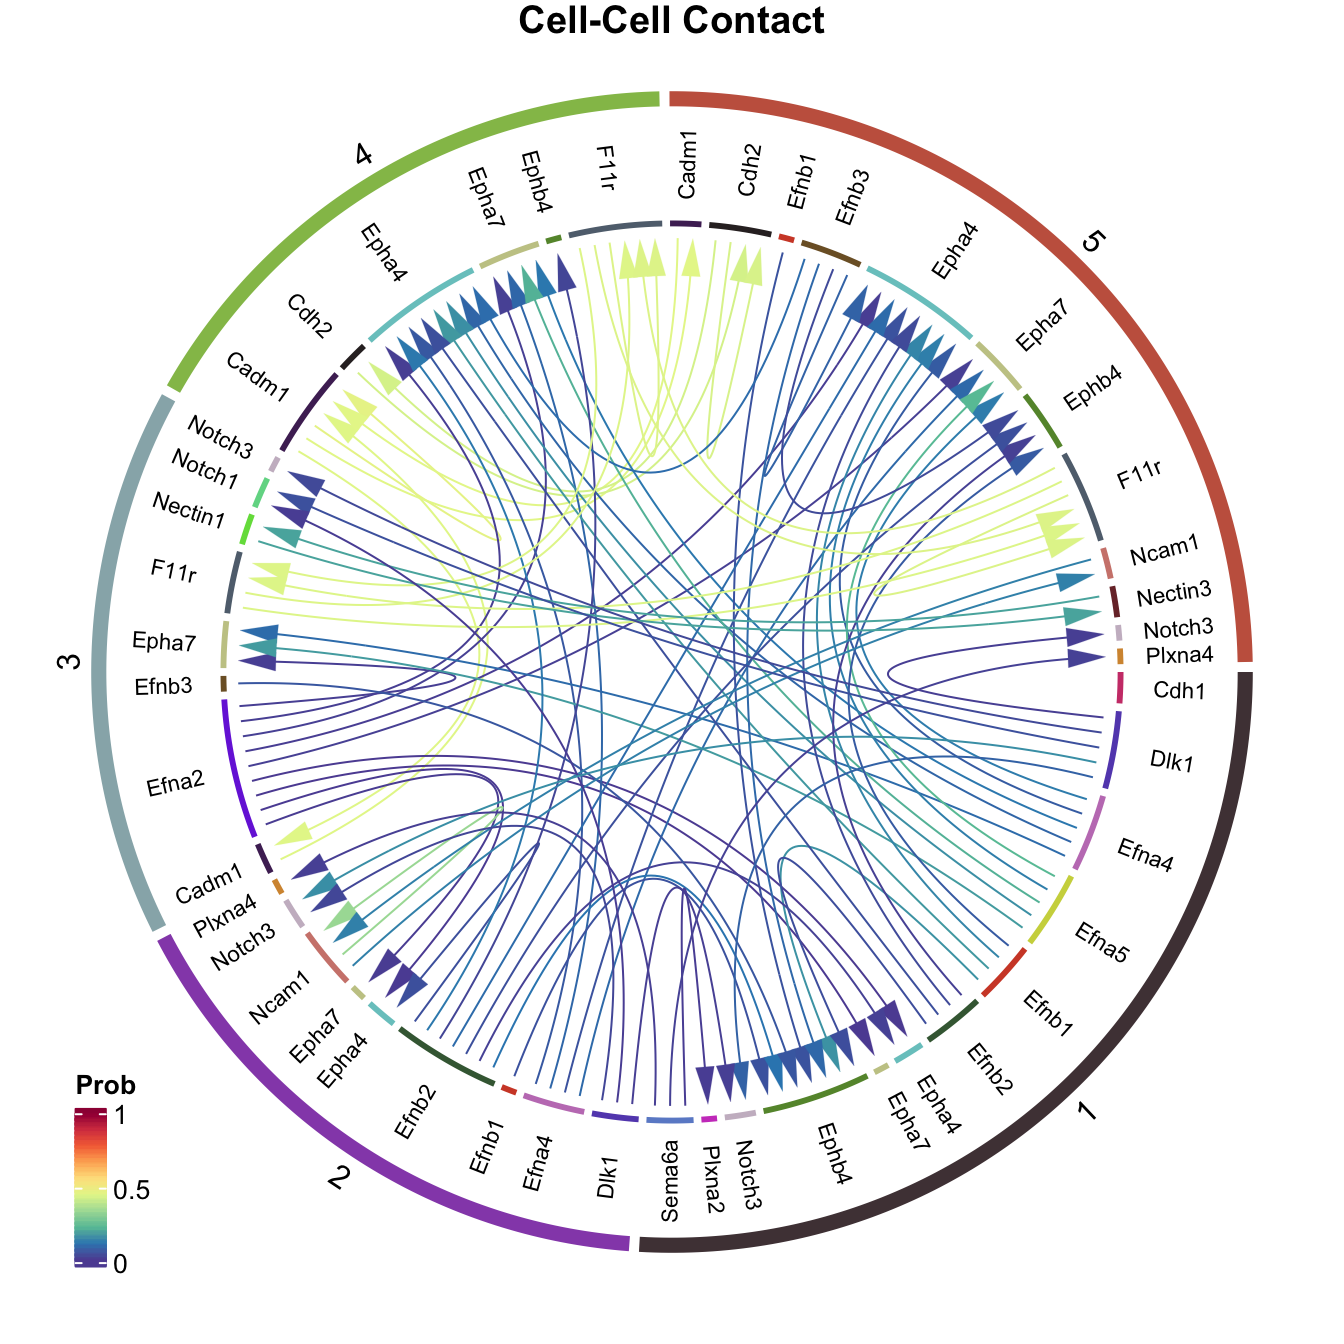 Cell-Cell Contact
5
Cadm1
Cdh2
Efnb1
Efnb3
Epha4
Epha7
Ephb4
F11r
Ncam1
Nectin3
Notch3
Plxna4
1
Cdh1
Dlk1
Efna4
Efna5
Efnb1
Efnb2
Epha4
Epha7
Ephb4
Notch3
Plxna2
Sema6a
2
Dlk1
Efna4
Efnb1
Efnb2
Epha4
Epha7
Ncam1
Notch3
Plxna4
Cadm1
3
Efna2
Efnb3
Epha7
F11r
Nectin1
Notch1
Notch3
4
Cadm1
Cdh2
Epha4
Epha7
Ephb4
F11r
Prob
1
0.5
0